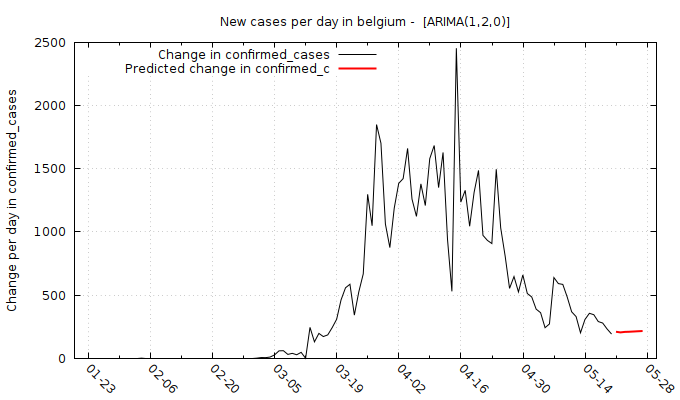 New cases per day in belgium -  [ARIMA(1,2,0)]
Change in confirmed_cases
Predicted change in confirmed_c
Change per day in confirmed_cases
2500
2000
1500
1000
500
0
01-23 02-06 02-20 03-05 03-19 04-02 04-16 04-30 05-14 05-28